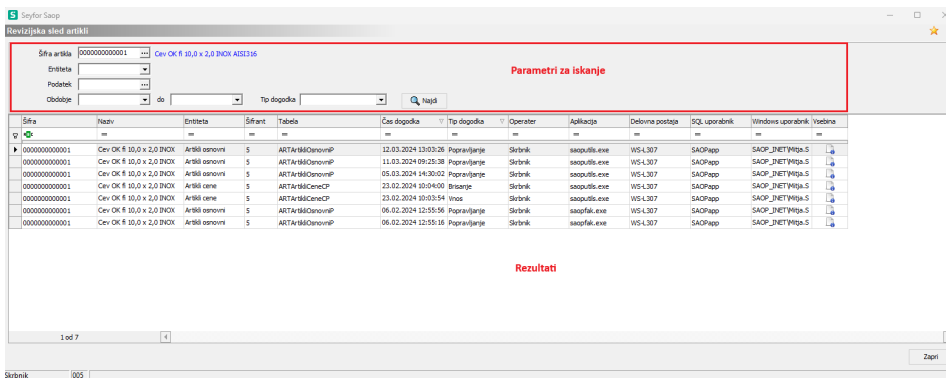 S Seyfor Saop
Revizijska sled artikli
Šifra artikla 0000000000001 ... Cev OK fi 10,0 x 2,0 INOX AISI316
Entiteta
Parametri za iskanje
Podatek ...
Obdobje do Tip dogodka Najdi
Šifra Naziv Entiteta Šifrant Tabela Čas dogodka Tip dogodka Operater Aplikacija Delovna postaja SQL uporabnik Windows uporabnik Vsebina
= = = = = = = = = = = =
0000000000001 Cev OK fi 10,0 x 2,0 INOX Artikli osnovni 5 ARTArtikliOsnovniP 12.03.2024 13:03:26 Popravljanje Skrbnik saoputils.exe WS-L307 SAOPapp SAOP_INET\Mitja.S
0000000000001 Cev OK fi 10,0 x 2,0 INOX Artikli osnovni 5 ARTArtikliOsnovniP 11.03.2024 09:25:38 Popravljanje Skrbnik saoputils.exe WS-L307 SAOPapp SAOP_INET\Mitja.S
0000000000001 Cev OK fi 10,0 x 2,0 INOX Artikli osnovni 5 ARTArtikliOsnovniP 05.03.2024 14:30:02 Popravljanje Skrbnik saoputils.exe WS-L307 SAOPapp SAOP_INET\Mitja.S
0000000000001 Cev OK fi 10,0 x 2,0 INOX Artikli cene 5 ARTArtikliCeneCP 23.02.2024 10:04:00 Brisanje Skrbnik saoputils.exe WS-L307 SAOPapp SAOP_INET\Mitja.S
0000000000001 Cev OK fi 10,0 x 2,0 INOX Artikli cene 5 ARTArtikliCeneCP 23.02.2024 10:03:54 Vnos Skrbnik saoputils.exe WS-L307 SAOPapp SAOP_INET\Mitja.S
0000000000001 Cev OK fi 10,0 x 2,0 INOX Artikli osnovni 5 ARTArtikliOsnovniP 06.02.2024 12:55:56 Popravljanje Skrbnik saopfak.exe WS-L307 SAOPapp SAOP_INET\Mitja.S
0000000000001 Cev OK fi 10,0 x 2,0 INOX Artikli osnovni 5 ARTArtikliOsnovniP 06.02.2024 12:55:16 Popravljanje Skrbnik saopfak.exe WS-L307 SAOPapp SAOP_INET\Mitja.S
Rezultati
1 od 7
Zapri
Skrbnik 005